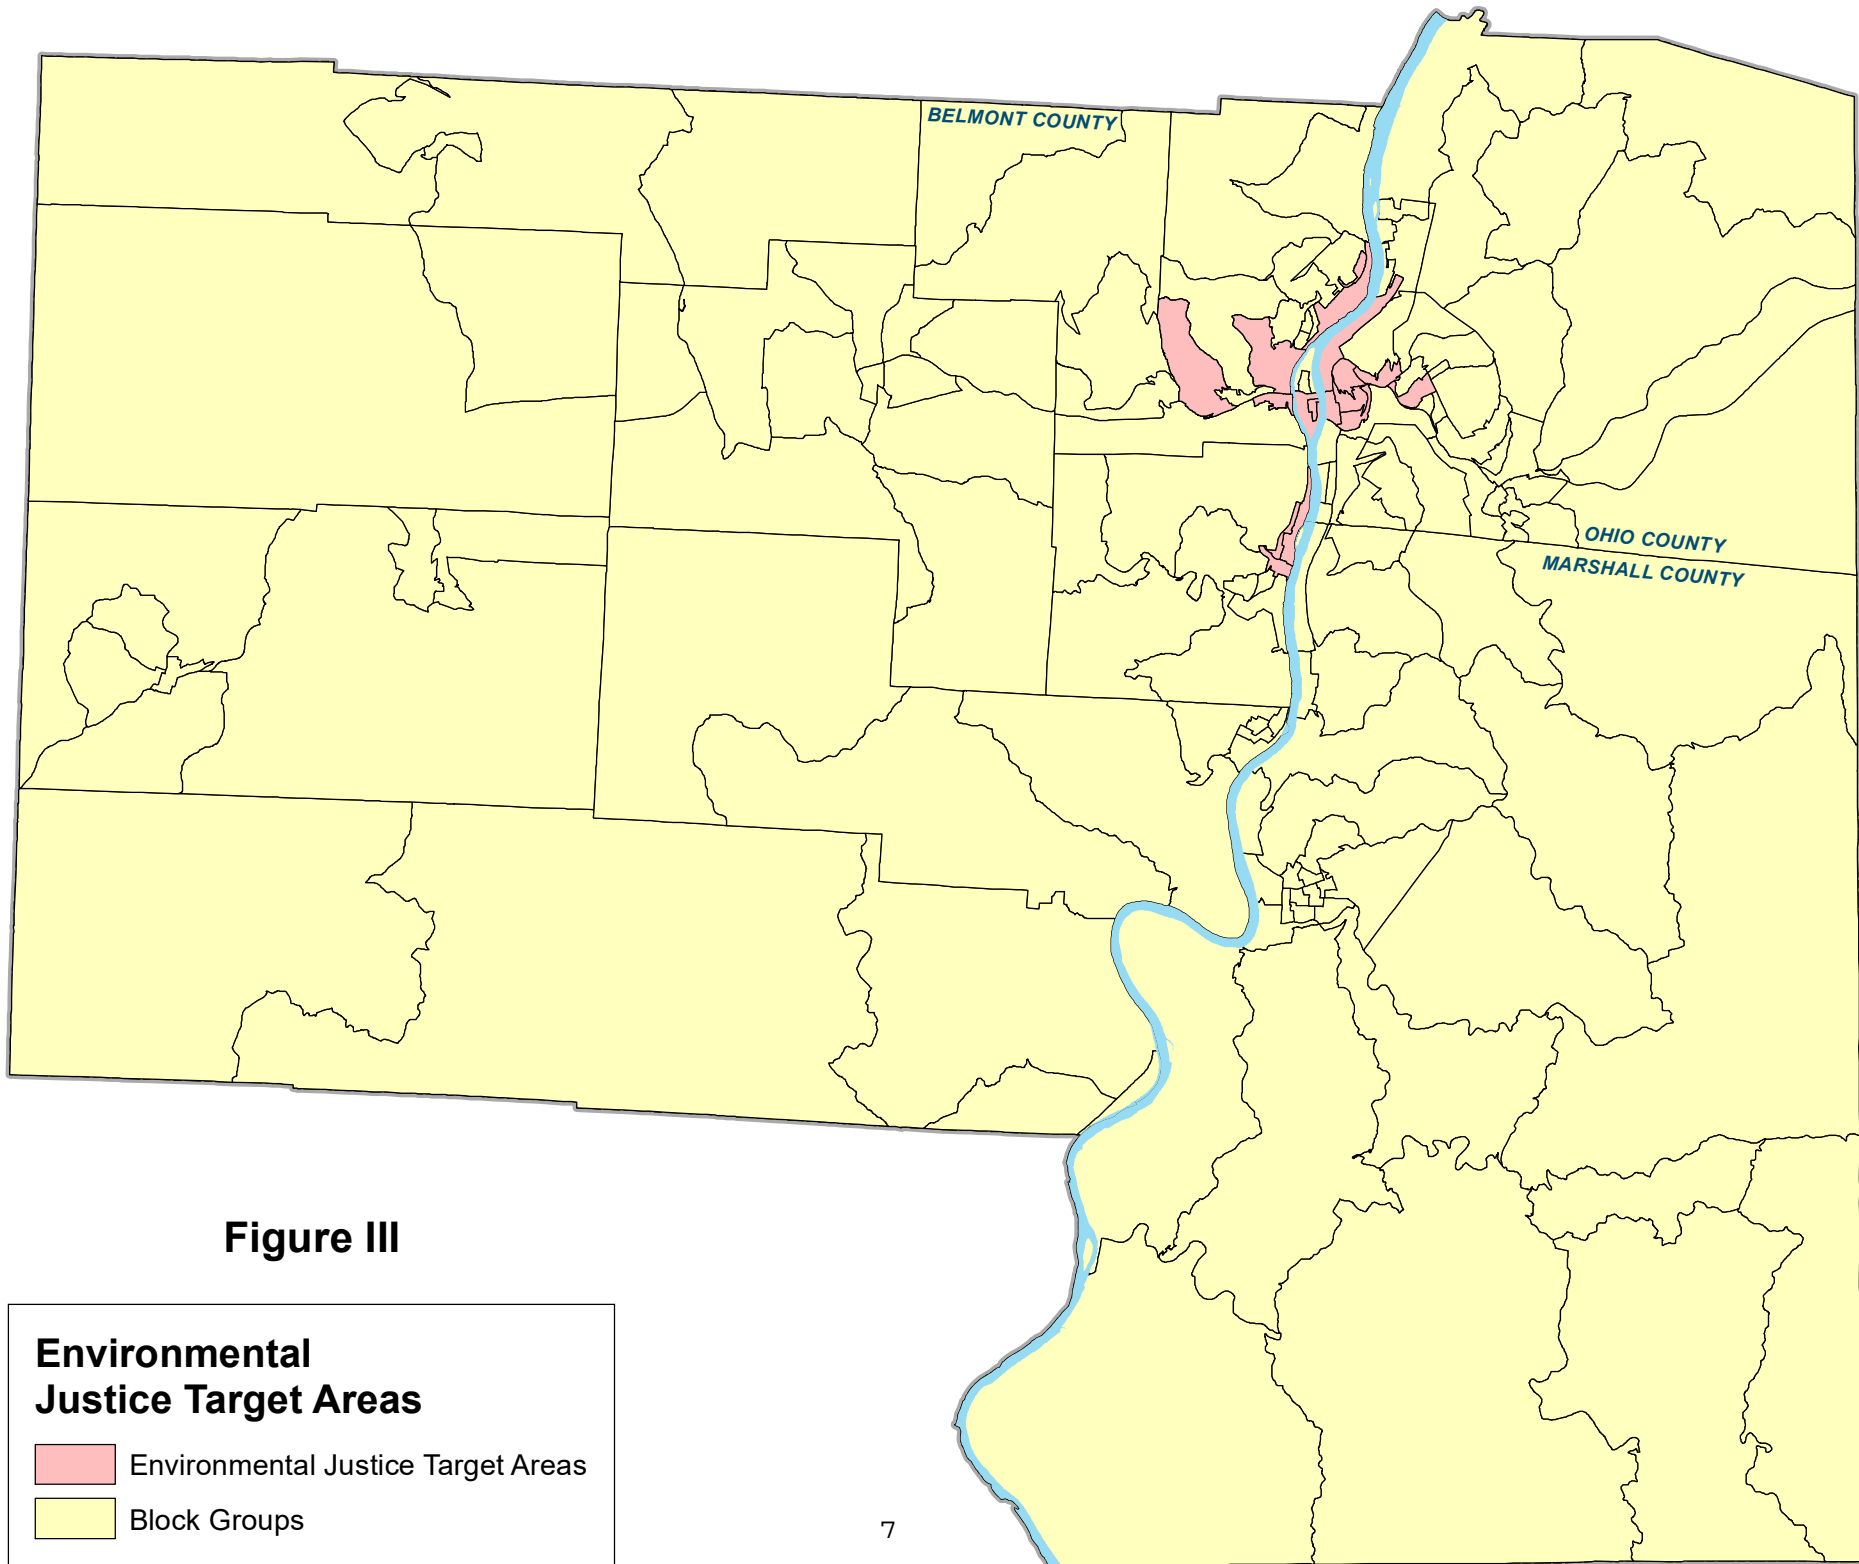 BELMONT COUNTY
OHIO COUNTY
MARSHALL COUNTY
Figure III
Environmental
Justice Target Areas
Environmental Justice Target Areas
Block Groups
7